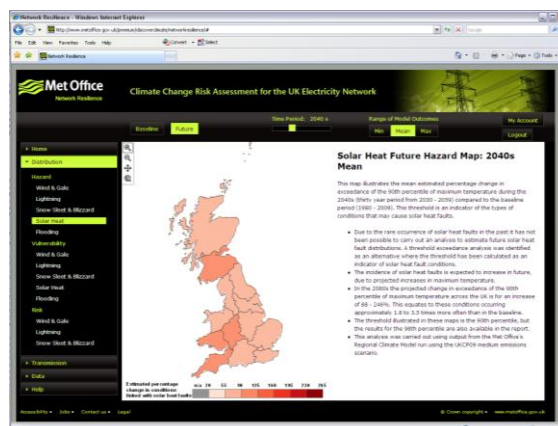 Network Resilience - Windows Internet Explorer
File Edit View Favorites Tools Help
Convert
Select
Network Resilience
Page
Tools
Met Office
Network Resilience
Climate Change Risk Assessment for the UK Electricity Network
Baseline
Future
Time Period: 2040 s
Range of Model Outcomes
Min
Mean
Max
My Account
Logout
Home
Distribution
Hazard
Wind & Gale
Lightning
Snow Sleet & Blizzard
Solar Heat
Flooding
Vulnerability
Wind & Gale
Lightning
Snow Sleet & Blizzard
Solar Heat
Flooding
Risk
Wind & Gale
Lightning
Snow Sleet & Blizzard
Transmission
Data
Help
Solar Heat Future Hazard Map: 2040s
Mean
This map illustrates the mean estimated percentage change in
exceedance of the 90th percentile of maximum temperature during the
2040s (thirty year period from 2030 - 2059) compared to the baseline
period (1980 - 2009). This threshold is an indicator of the types of
conditions that may cause solar heat faults.
Due to the rare occurrence of solar heat faults in the past it has not
been possible to carry out an analysis to estimate future solar heat
fault distributions. A threshold exceedance analysis was identified
as an alternative where the threshold has been calculated as an
indicator of solar heat fault conditions.
The incidence of solar heat faults is expected to increase in future,
due to projected increases in maximum temperature.
In the 2080s the projected change in exceedance of the 90th
percentile of maximum temperature across the UK is for an increase
of - 246%. This equates to these conditions occurring
approximately 1.8 to 3.5 times more often than in the baseline.
The threshold illustrated in these maps is the 90th percentile, but
the results for the 98th percentile are also available in the report.
This analysis was carried out using output from the Met Office's
Regional Climate Model run using the UKCP09 medium emissions
scenario.
Estimated percentage
change in conditions
linked with solar heat faults
n/a 20 55 90 125 160 195 230 265
Accessibility
Jobs
Contact us
Legal
© Crown copyright
www.metoffice.gov.uk